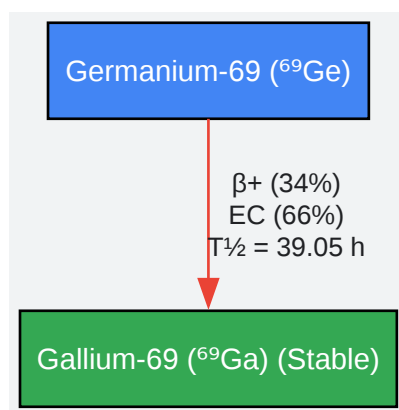 Germanium-69 (⁶⁹Ge)
β+ (34%)
EC (66%)
T½ = 39.05 h
Gallium-69 (⁶⁹Ga) (Stable)